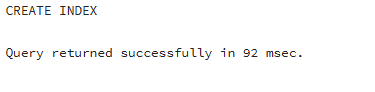 CREATE INDEX
Query returned successfully in 92 msec.